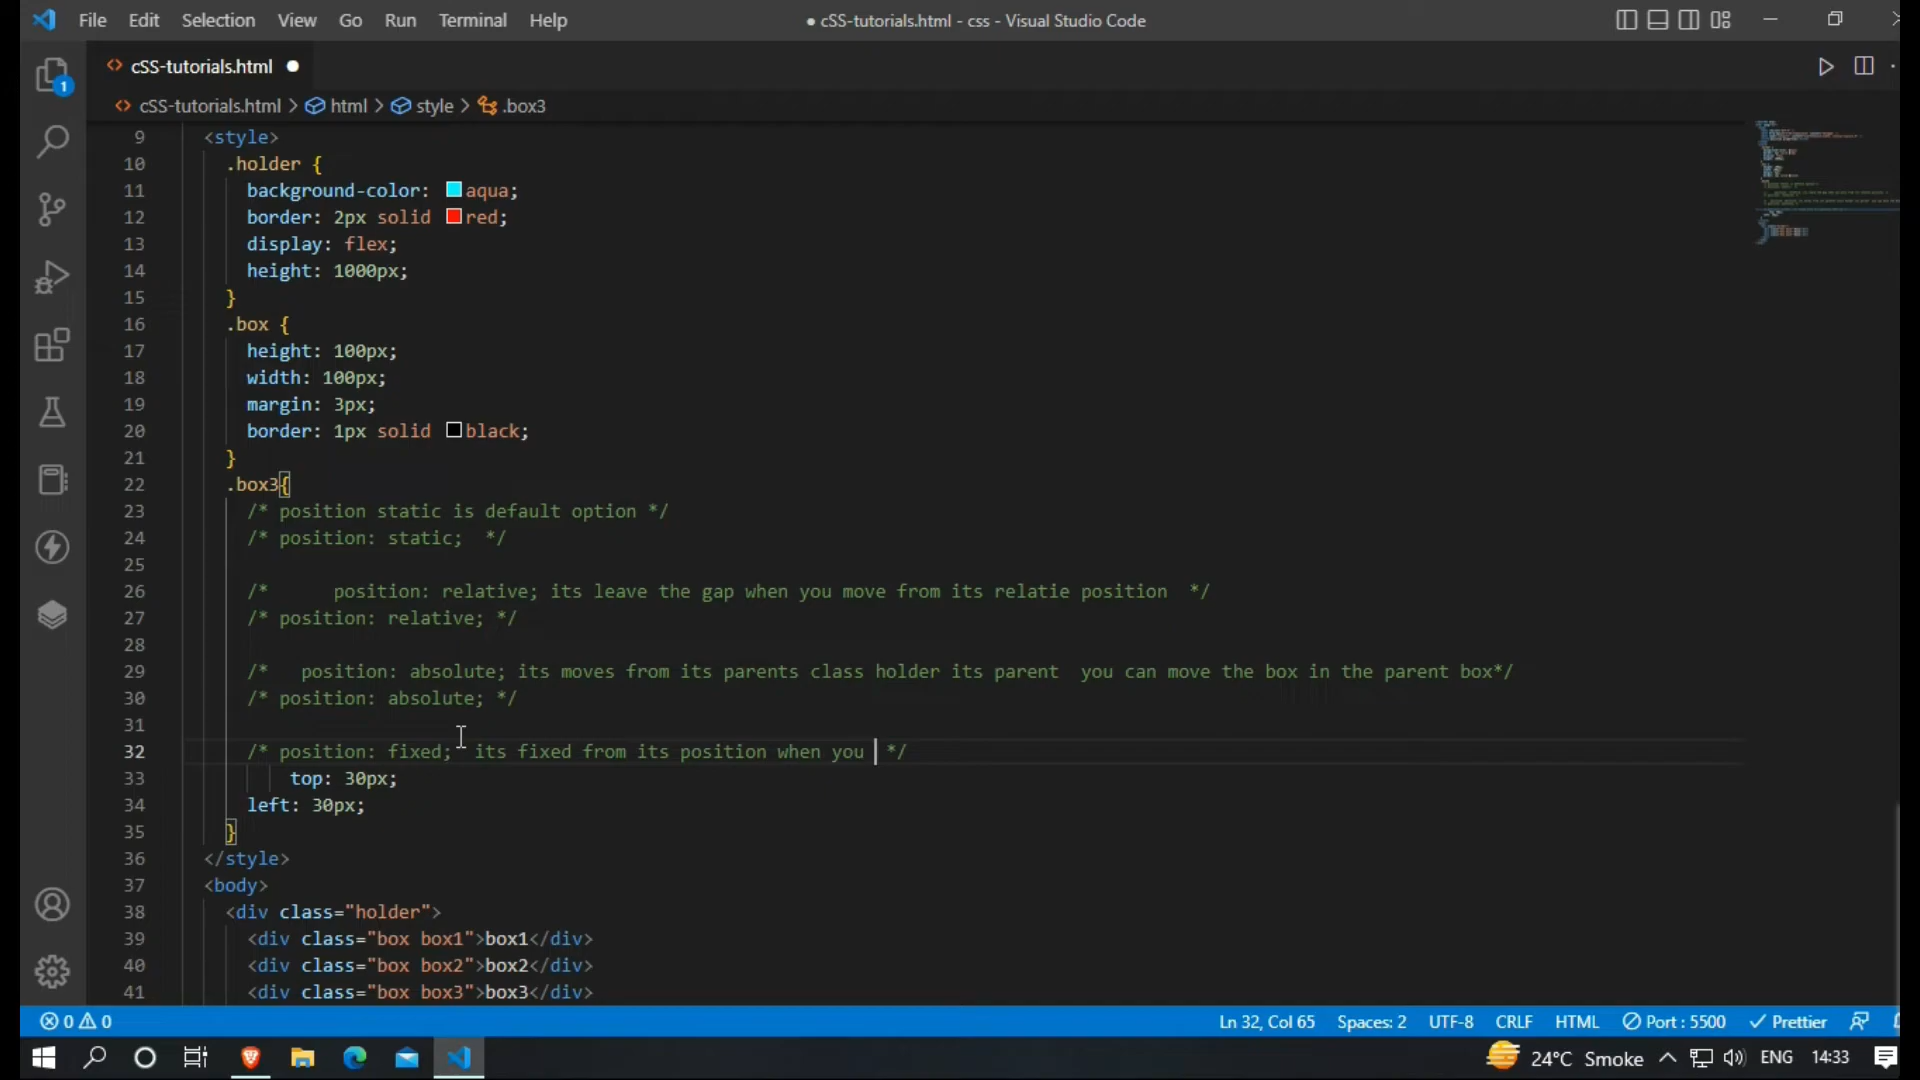 File Edit Selection View Go Run Terminal Help
● cSS-tutorials.html - css - Visual Studio Code
<> cSS-tutorials.html ●
<> cSS-tutorials.html > html > style > .box3
1
9 <style>
10 .holder {
11 background-color: aqua;
12 border: 2px solid red;
13 display: flex;
14 height: 1000px;
15 }
16 .box {
17 height: 100px;
18 width: 100px;
19 margin: 3px;
20 border: 1px solid black;
21 }
22 .box3{
23 /* position static is default option */
24 /* position: static;  */
25
26 /*      position: relative; its leave the gap when you move from its relatie position  */
27 /* position: relative; */
28
29 /*   position: absolute; its moves from its parents class holder its parent  you can move the box in the parent box*/
30 /* position: absolute; */
31
32 /* position: fixed;  its fixed from its position when you  */
33 top: 30px;
34 left: 30px;
35 }
36 </style>
37 <body>
38 <div class="holder">
39 <div class="box box1">box1</div>
40 <div class="box box2">box2</div>
41 <div class="box box3">box3</div>
0 0 Ln 32, Col 65 Spaces: 2 UTF-8 CRLF HTML Port : 5500 Prettier
24°C Smoke ENG 14:33